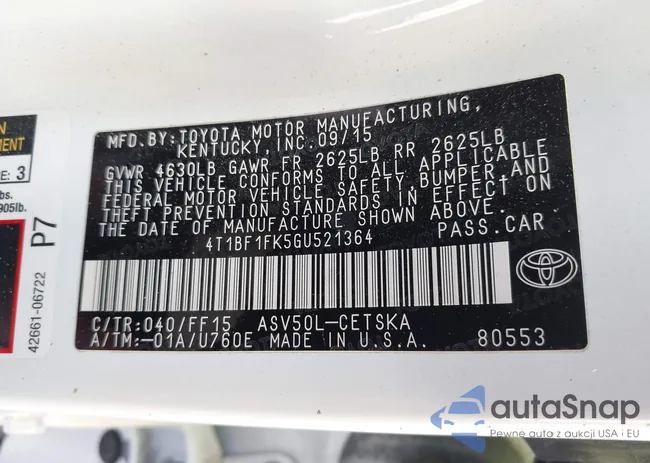 MFD. BY: TOYOTA MOTOR MANUFACTURING,
KENTUCKY, INC. 09/15
GVWR 4630LB GAWR FR 2625LB RR 2625LB
THIS VEHICLE CONFORMS TO ALL APPLICABLE
FEDERAL MOTOR VEHICLE SAFETY, BUMPER, AND
THEFT PREVENTION STANDARDS IN EFFECT ON
THE DATE OF MANUFACTURE SHOWN ABOVE.
4T1BF1FK5GU521364 PASS. CAR
C/TR: 040/FF15 ASV50L-CETSKA
A/TM:-01A/U760E MADE IN U.S.A. 80553
3
905lb.
P7
42661-06722
autaSnap
Pewne auta z aukcji USA i EU